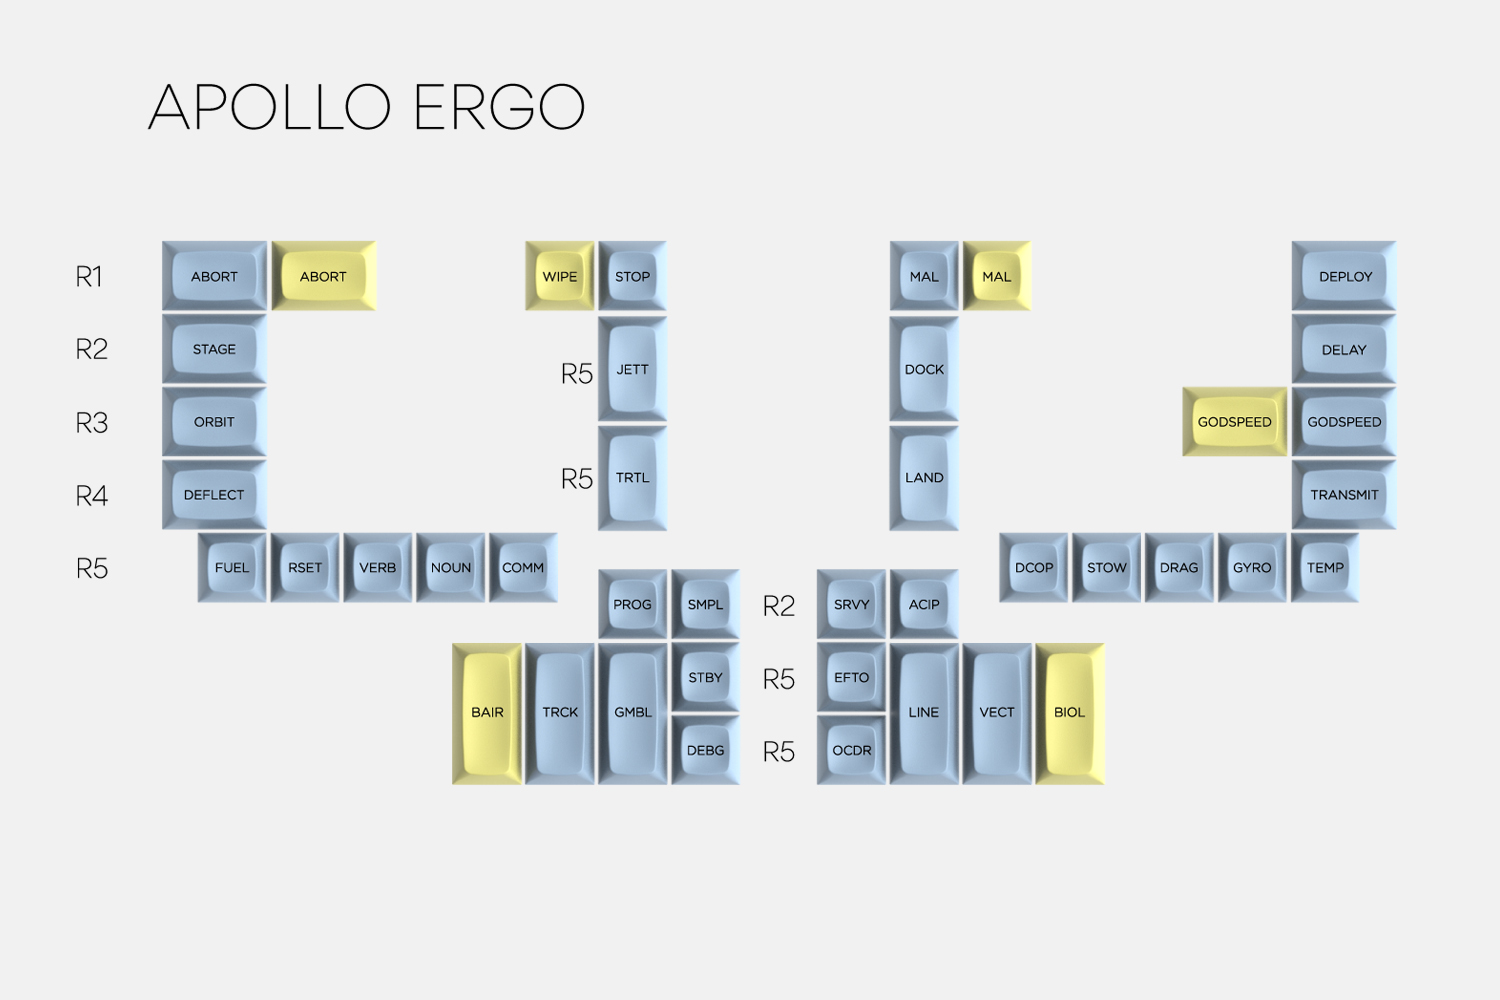 APOLLO ERGO
R1 ABORT ABORT WIPE STOP MAL MAL DEPLOY
R2 STAGE DELAY
R5 JETT DOCK
R3 ORBIT GODSPEED GODSPEED
R5 TRTL LAND
R4 DEFLECT TRANSMIT
R5 FUEL RSET VERB NOUN COMM DCOP STOW DRAG GYRO TEMP
PROG SMPL R2 SRVY ACIP
STBY R5 EFTO
BAIR TRCK GMBL LINE VECT BIOL
DEBG R5 OCDR